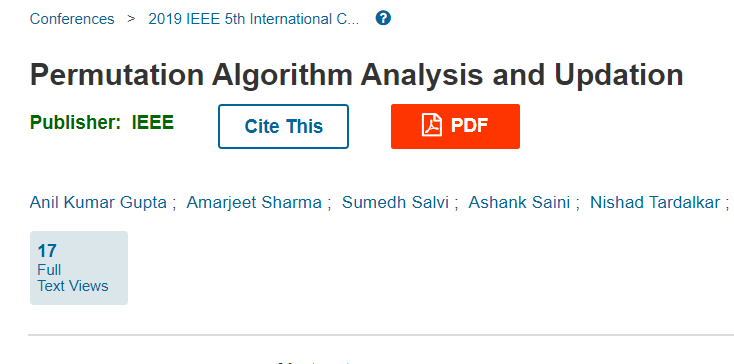 Conferences > 2019 IEEE 5th International C... ?
Permutation Algorithm Analysis and Updation
Publisher: IEEE Cite This PDF
Anil Kumar Gupta ; Amarjeet Sharma ; Sumedh Salvi ; Ashank Saini ; Nishad Tardalkar ;
17
Full
Text Views